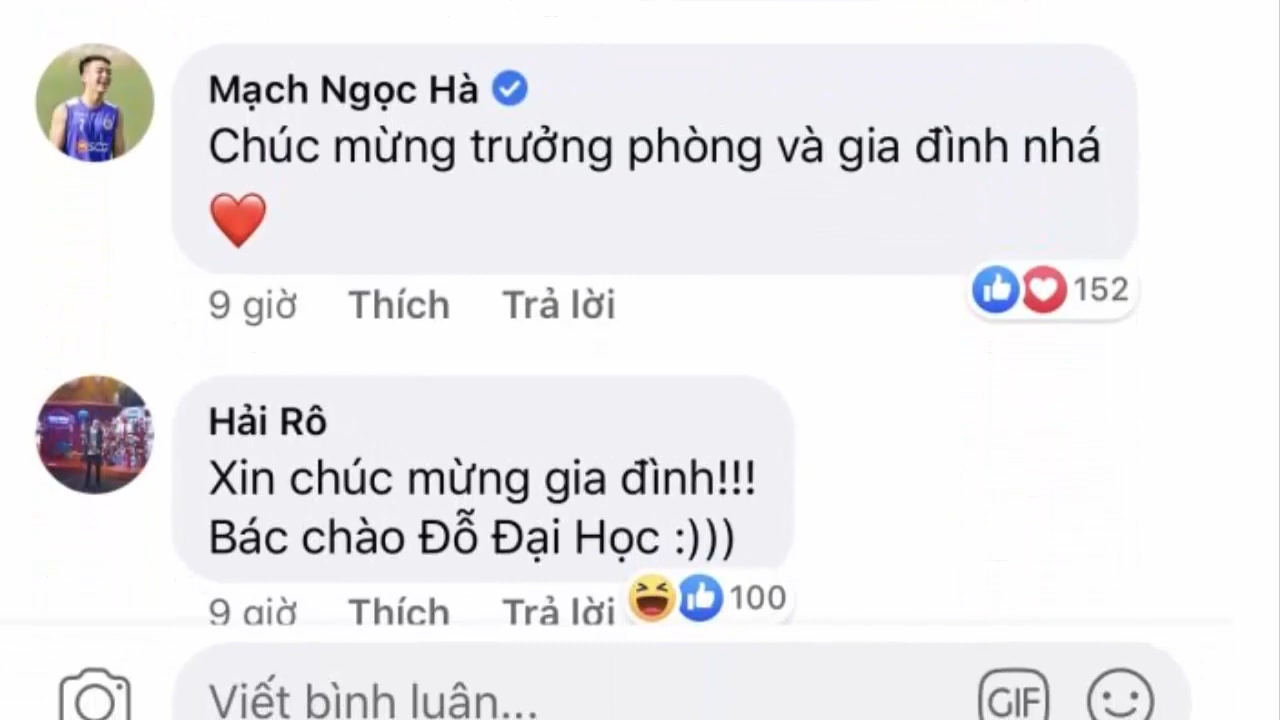 Mạch Ngọc Hà
Chúc mừng trưởng phòng và gia đình nhá
❤️
9 giờ Thích Trả lời 152
Hải Rô
Xin chúc mừng gia đình!!!
Bác chào Đỗ Đại Học :)))
9 giờ Thích Trả lời 100
Viết bình luận... GIF